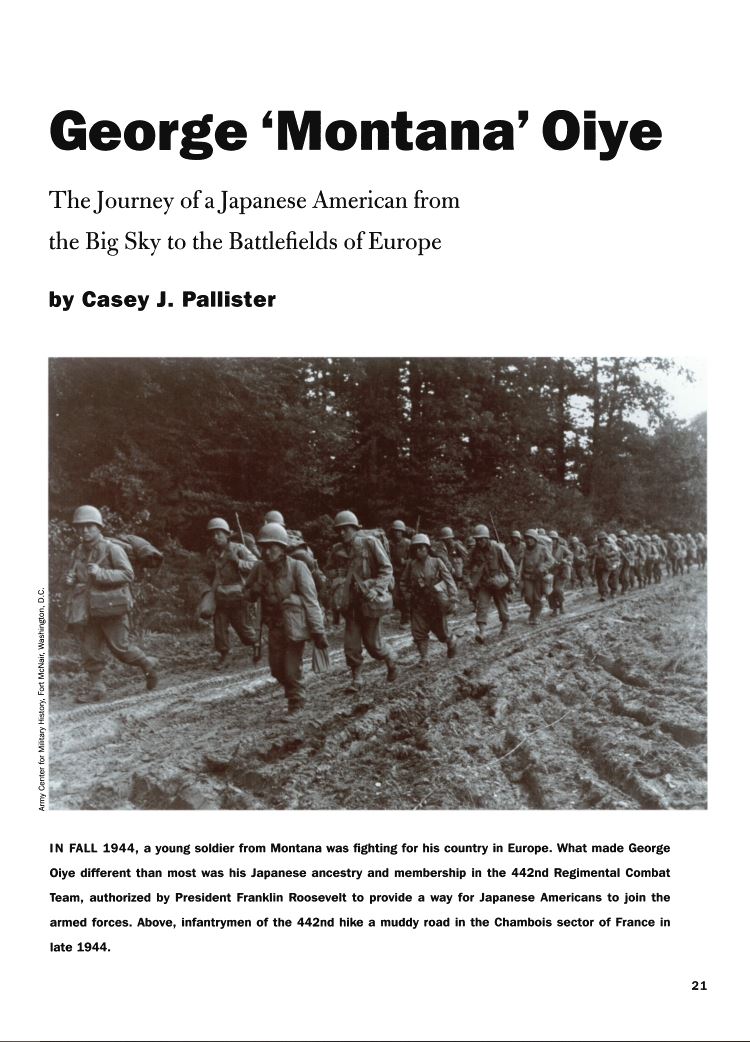 George ‘Montana’ Oiye
The Journey of a Japanese American from
the Big Sky to the Battlefields of Europe
by Casey J. Pallister
Army Center for Military History, Fort McNair, Washington, D.C.
IN FALL 1944, a young soldier from Montana was fighting for his country in Europe. What made George
Oiye different than most was his Japanese ancestry and membership in the 442nd Regimental Combat
Team, authorized by President Franklin Roosevelt to provide a way for Japanese Americans to join the
armed forces. Above, infantrymen of the 442nd hike a muddy road in the Chambois sector of France in
late 1944.
21